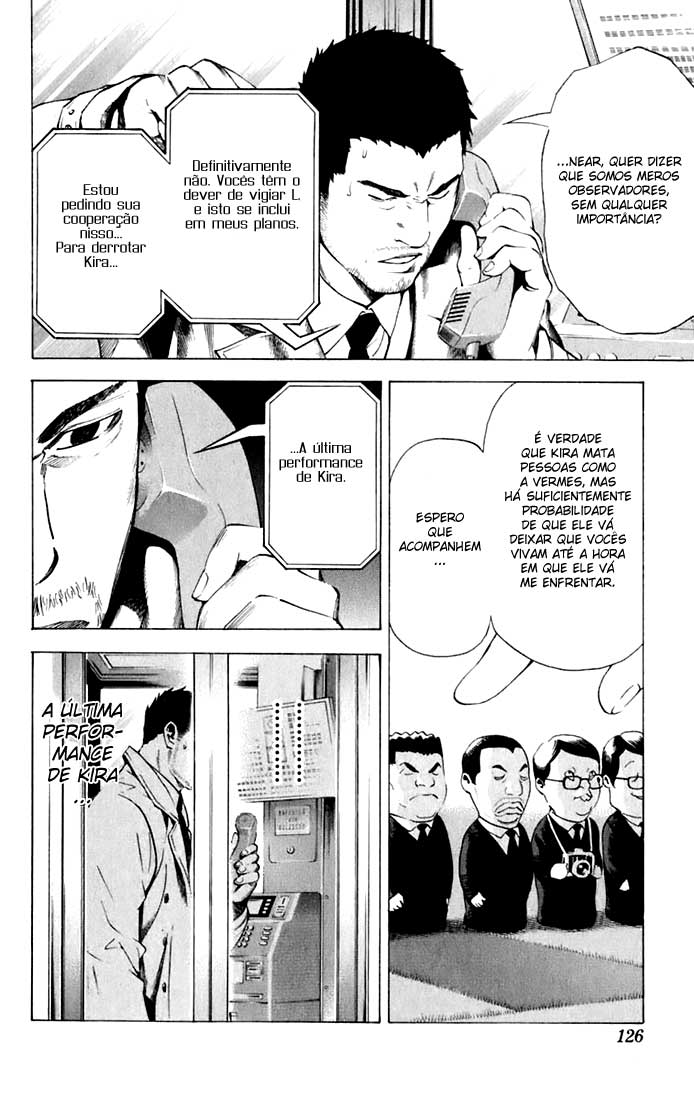 ...NEAR, QUER DIZER
QUE SOMOS MEROS
OBSERVADORES,
SEM QUALQUER
IMPORTÂNCIA?
Definitivamente
não. Vocês têm o
dever de vigiar L
e isto se inclui
em meus planos.
Estou
pedindo sua
cooperação
nisso...
Para derrotar
Kira...
É VERDADE
QUE KIRA MATA
PESSOAS COMO
A VERMES, MAS
HÁ SUFICIENTEMENTE
PROBABILIDADE
DE QUE ELE VÁ
DEIXAR QUE VOCÊS
VIVAM ATÉ A HORA
EM QUE ELE VÁ
ME ENFRENTAR.
ESPERO
QUE
ACOMPANHEM
...
...A última
performance
de Kira.
A ÚLTIMA
PERFOR-
MANCE
DE KIRA
...
126